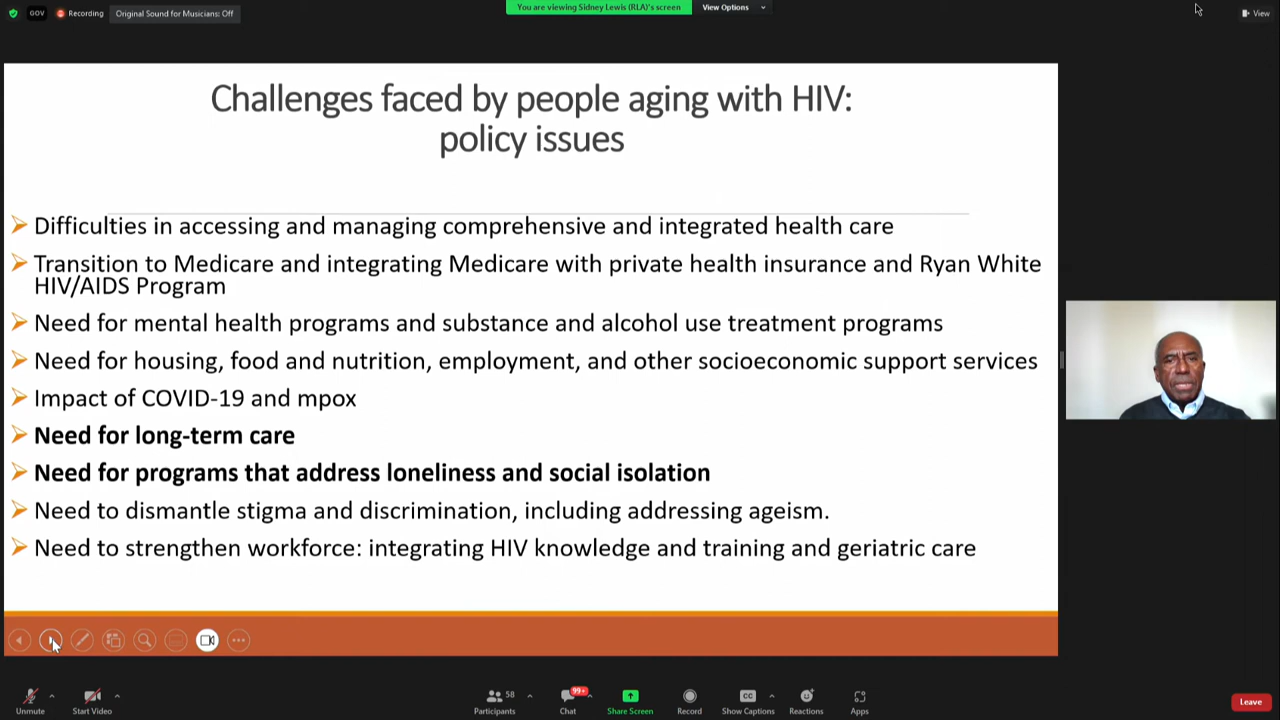 GOV
Recording
Original Sound for Musicians: Off
You are viewing Sidney Lewis (RLA)'s screen
View Options
View
Challenges faced by people aging with HIV:
policy issues
Difficulties in accessing and managing comprehensive and integrated health care
Transition to Medicare and integrating Medicare with private health insurance and Ryan White
HIV/AIDS Program
Need for mental health programs and substance and alcohol use treatment programs
Need for housing, food and nutrition, employment, and other socioeconomic support services
Impact of COVID-19 and mpox
Need for long-term care
Need for programs that address loneliness and social isolation
Need to dismantle stigma and discrimination, including addressing ageism.
Need to strengthen workforce: integrating HIV knowledge and training and geriatric care
58
99+
CC
Unmute
Start Video
Participants
Chat
Share Screen
Record
Show Captions
Reactions
Apps
Leave